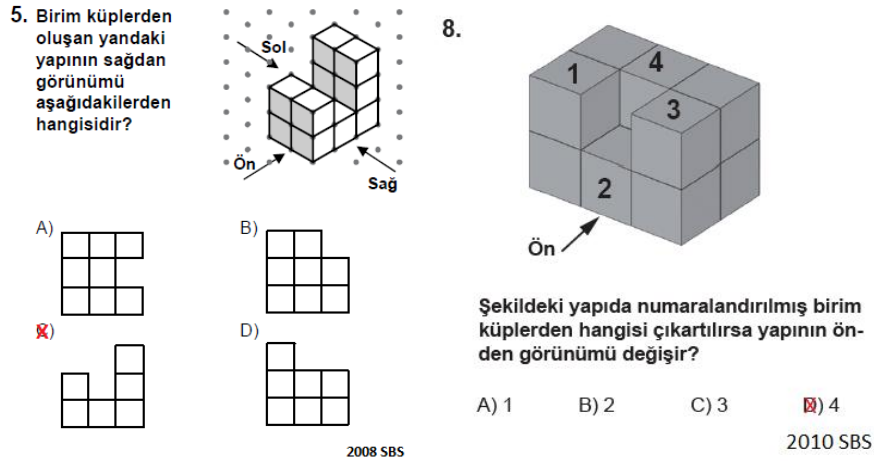 5. Birim küplerden
oluşan yandaki
yapının sağdan
görünümü
aşağıdakilerden
hangisidir?
Sol
Ön
Sağ
A)
B)
C)
D)
2008 SBS
8.
1
4
3
2
Ön
Şekildeki yapıda numaralandırılmış birim
küplerden hangisi çıkartılırsa yapının ön-
den görünümü değişir?
A) 1 B) 2 C) 3 D) 4
2010 SBS